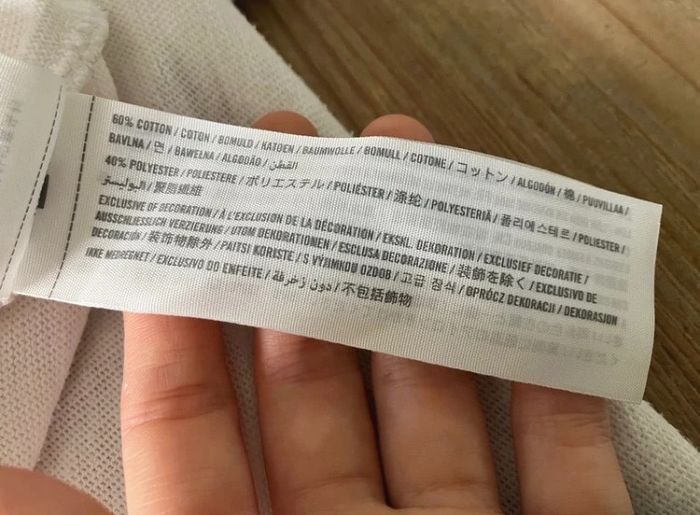 60% COTTON / COTON / BOMULD / KATOEN / BAUMWOLLE / BOMULL / COTONE / コットン / ALGODÓN / 棉 / PUUVILLAA /
BAVLNA / 면 / BAWEŁNA / ALGODÃO / القطن
40% POLYESTER / POLIESTERE / ポリエステル / POLIÉSTER / 涤纶 / POLYESTERIÄ / 폴리에스테르 / POLIESTER /
البوليستر / 聚脂纖維
EXCLUSIVE OF DECORATION / À L'EXCLUSION DE LA DÉCORATION / EKSKL. DEKORATION / EXCLUSIEF DECORATIE /
AUSSCHLIESSLICH VERZIERUNG / UTOM DEKORATIONEN / ESCLUSA DECORAZIONE / 装飾を除く / EXCLUSIVO DE
DECORACIÓN / 装饰物除外 / PAITSI KORISTE / S VÝJIMKOU OZDOB / 고급 장식 / OPRÓCZ DEKORACJI / DEKORASJON
IKKE MEDREGNET / EXCLUSIVO DO ENFEITE / دون زخرفة / 不包括飾物